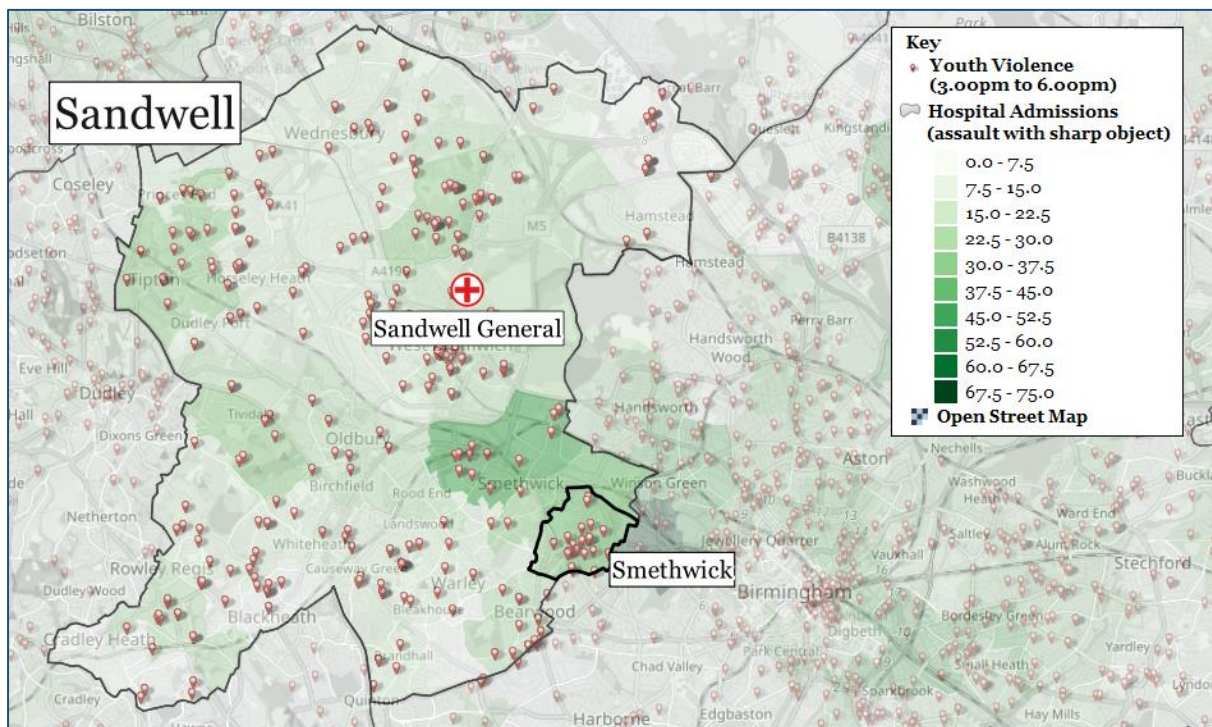 Bilston
Sandwell
Wednesbury
Coseley
A41
Tipton
Horseley Heath
Dudley Port
A4196
M5
Hamstead
Hamstead
Queslett
Kingstanding
B4138
Perry Barr
Handsworth
Wood
Sandwell General
Eve Hill
Dudley
Dixons Green
Tividale
Oldbury
Birchfield
Rood End
Smethwick
Handsworth
Winson Green
Aston
Nechells
Washwood
Heath
Ward End
Saltley
Alum Rock
Stechford
Netherton
Rowley Regis
Dudley Wood
Whiteheath
Causeway Green
Langley
Warley
Bleakhouse
Bearwood
Blackheath
Cradley Heath
Cradley
Brandhall
Quinton
Smethwick
Jewellery Quarter
Vauxhall
Birmingham
Digbeth
Park Central
Bordesley Green
Small Heath
Yardley
Sparkbrook
Hay Mills
Chad Valley
Harborne
Edgbaston
Key
Youth Violence
(3.00pm to 6.00pm)
Hospital Admissions
(assault with sharp object)
0.0 - 7.5
7.5 - 15.0
15.0 - 22.5
22.5 - 30.0
30.0 - 37.5
37.5 - 45.0
45.0 - 52.5
52.5 - 60.0
60.0 - 67.5
67.5 - 75.0
Open Street Map